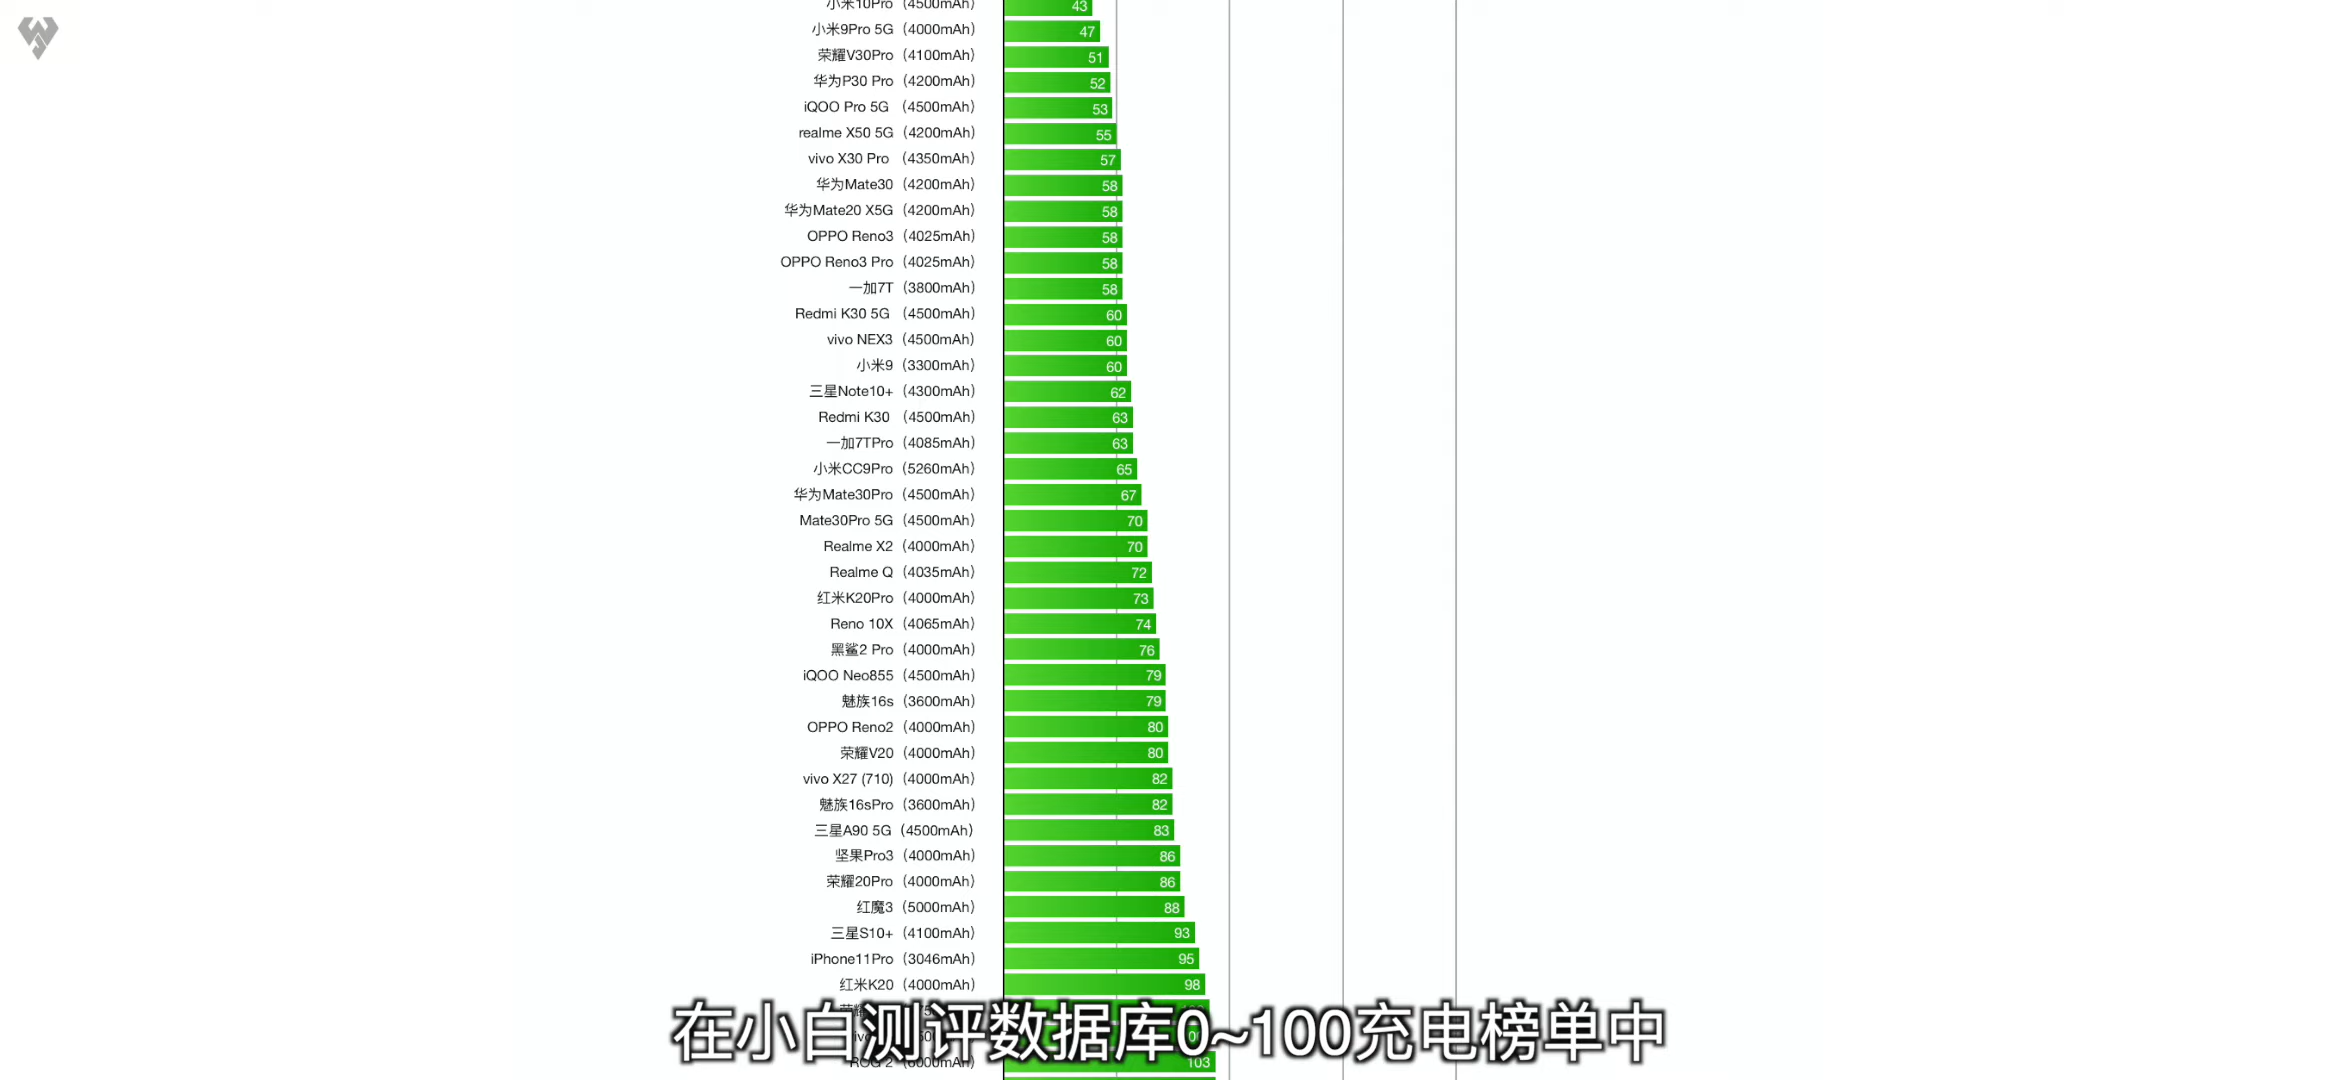 小米10Pro（4500mAh） 43
小米9Pro 5G（4000mAh） 47
荣耀V30Pro（4100mAh） 51
华为P30 Pro（4200mAh） 52
iQOO Pro 5G （4500mAh） 53
realme X50 5G（4200mAh） 55
vivo X30 Pro （4350mAh） 57
华为Mate30（4200mAh） 58
华为Mate20 X5G（4200mAh） 58
OPPO Reno3（4025mAh） 58
OPPO Reno3 Pro（4025mAh） 58
一加7T（3800mAh） 58
Redmi K30 5G （4500mAh） 60
vivo NEX3（4500mAh） 60
小米9（3300mAh） 60
三星Note10+（4300mAh） 62
Redmi K30 （4500mAh） 63
一加7TPro（4085mAh） 63
小米CC9Pro（5260mAh） 65
华为Mate30Pro（4500mAh） 67
Mate30Pro 5G（4500mAh） 70
Realme X2（4000mAh） 70
Realme Q（4035mAh） 72
红米K20Pro（4000mAh） 73
Reno 10X（4065mAh） 74
黑鲨2 Pro（4000mAh） 76
iQOO Neo855（4500mAh） 79
魅族16s（3600mAh） 79
OPPO Reno2（4000mAh） 80
荣耀V20（4000mAh） 80
vivo X27 (710)（4000mAh） 82
魅族16sPro（3600mAh） 82
三星A90 5G（4500mAh） 83
坚果Pro3（4000mAh） 86
荣耀20Pro（4000mAh） 86
红魔3（5000mAh） 88
三星S10+（4100mAh） 93
iPhone11Pro（3046mAh） 95
红米K20（4000mAh） 98
在小白测评数据库0~100充电榜单中
ROG 2（6000mAh） 103